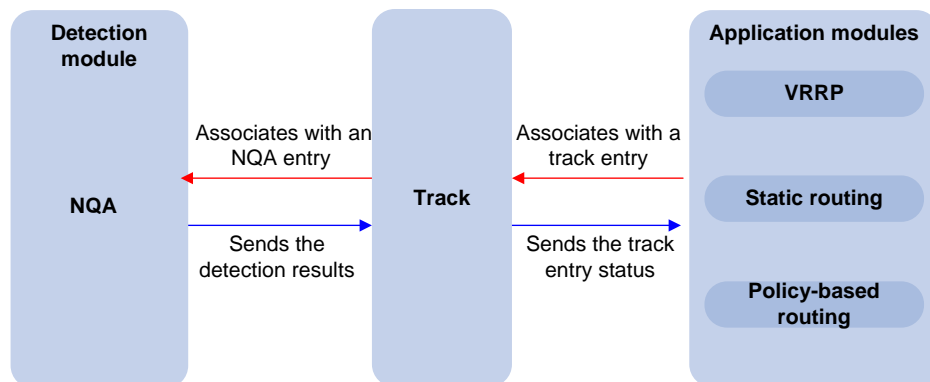 Detection
module
NQA
Associates with an
NQA entry
Sends the
detection results
Track
Associates with a
track entry
Sends the track
entry status
Application modules
VRRP
Static routing
Policy-based
routing